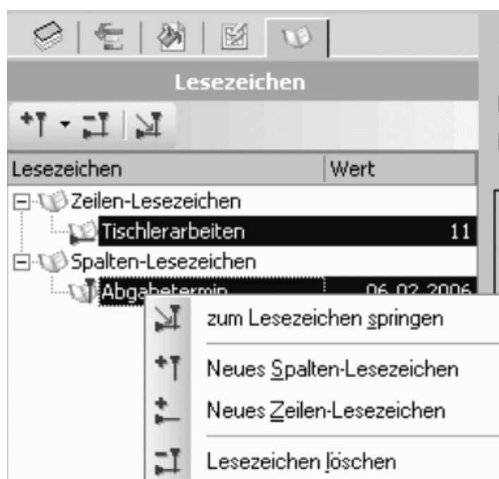 Lesezeichen
Lesezeichen Wert
Zeilen-Lesezeichen
Tischlerarbeiten 11
Spalten-Lesezeichen
Abgabetermin 06.02.2006
zum Lesezeichen springen
Neues Spalten-Lesezeichen
Neues Zeilen-Lesezeichen
Lesezeichen löschen